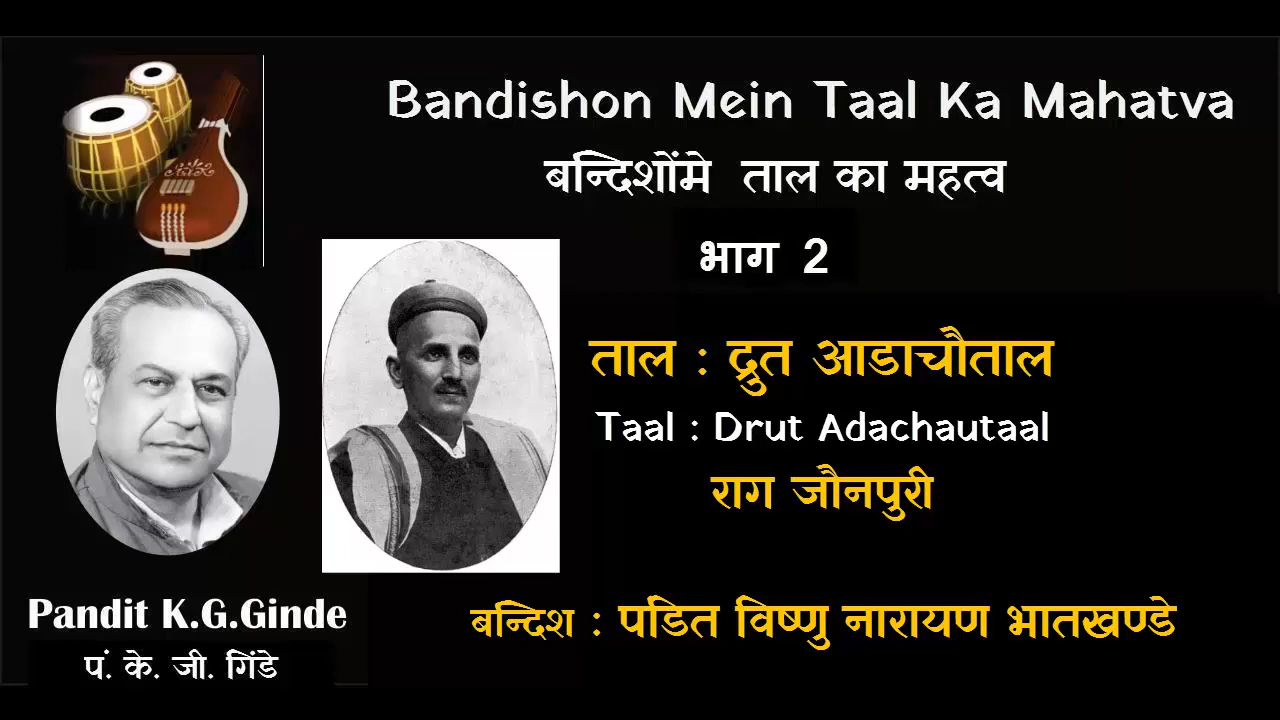 Bandishon Mein Taal Ka Mahatva
बन्दिशोंमे ताल का महत्व
भाग 2
ताल : द्रुत आडाचौताल
Taal : Drut Adachautaal
राग जौनपुरी
बन्दिश : पंडित विष्णु नारायण भातखण्डे
Pandit K.G.Ginde
पं. के. जी. गिंडे